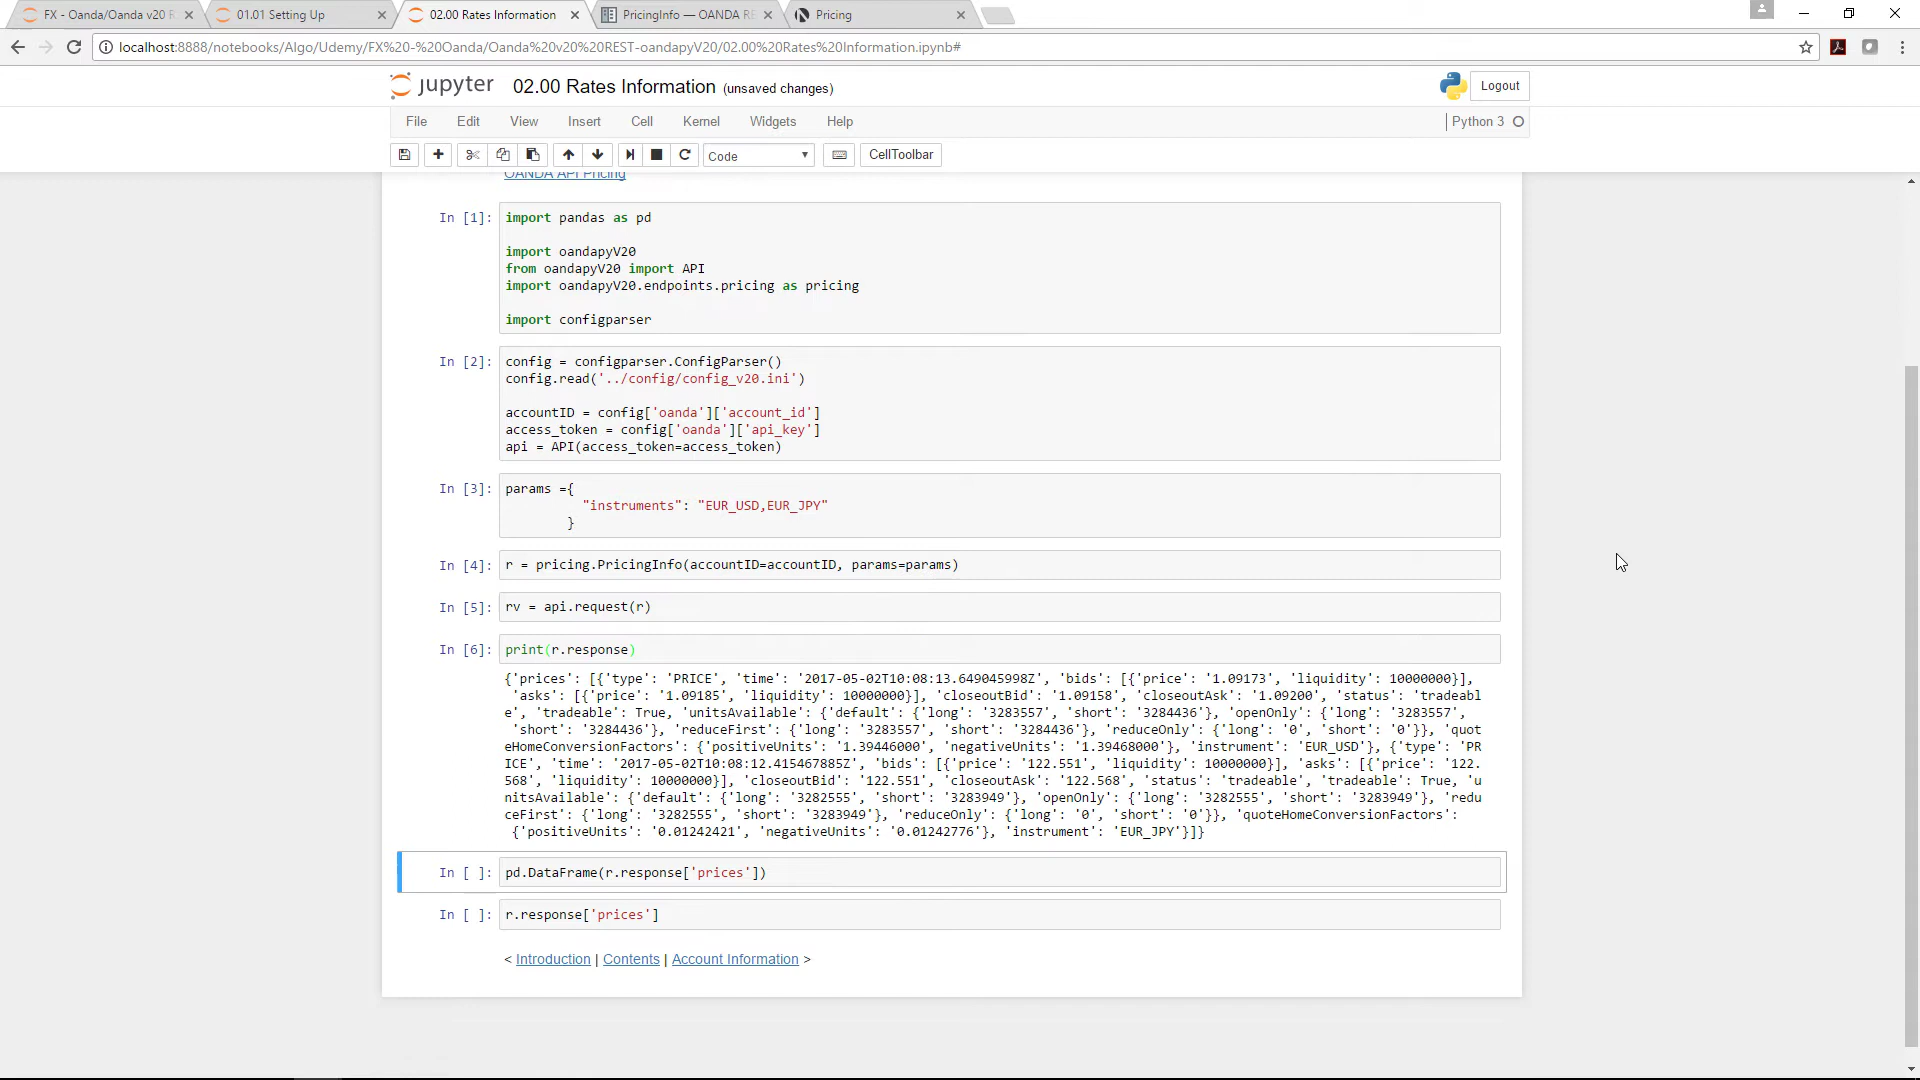 FX - Oanda/Oanda v20 R
01.01 Setting Up
02.00 Rates Information
PricingInfo — OANDA RE
Pricing
localhost:8888/notebooks/Algo/Udemy/FX%20-%20Oanda/Oanda%20v20%20REST-oandapyV20/02.00%20Rates%20Information.ipynb#
jupyter 02.00 Rates Information (unsaved changes)
Logout
File Edit View Insert Cell Kernel Widgets Help
Python 3
Code
CellToolbar
OANDA API Pricing
In [1]: import pandas as pd
import oandapyV20
from oandapyV20 import API
import oandapyV20.endpoints.pricing as pricing
import configparser
In [2]: config = configparser.ConfigParser()
config.read('../config/config_v20.ini')
accountID = config['oanda']['account_id']
access_token = config['oanda']['api_key']
api = API(access_token=access_token)
In [3]: params ={
"instruments": "EUR_USD,EUR_JPY"
}
In [4]: r = pricing.PricingInfo(accountID=accountID, params=params)
In [5]: rv = api.request(r)
In [6]: print(r.response)
{'prices': [{'type': 'PRICE', 'time': '2017-05-02T10:08:13.649045998Z', 'bids': [{'price': '1.09173', 'liquidity': 10000000}],
'asks': [{'price': '1.09185', 'liquidity': 10000000}], 'closeoutBid': '1.09158', 'closeoutAsk': '1.09200', 'status': 'tradeabl
e', 'tradeable': True, 'unitsAvailable': {'default': {'long': '3283557', 'short': '3284436'}, 'openOnly': {'long': '3283557',
'short': '3284436'}, 'reduceFirst': {'long': '3283557', 'short': '3284436'}, 'reduceOnly': {'long': '0', 'short': '0'}}, 'quot
eHomeConversionFactors': {'positiveUnits': '1.39446000', 'negativeUnits': '1.39468000'}, 'instrument': 'EUR_USD'}, {'type': 'PR
ICE', 'time': '2017-05-02T10:08:12.415467885Z', 'bids': [{'price': '122.551', 'liquidity': 10000000}], 'asks': [{'price': '122.
568', 'liquidity': 10000000}], 'closeoutBid': '122.551', 'closeoutAsk': '122.568', 'status': 'tradeable', 'tradeable': True, 'u
nitsAvailable': {'default': {'long': '3282555', 'short': '3283949'}, 'openOnly': {'long': '3282555', 'short': '3283949'}, 'redu
ceFirst': {'long': '3282555', 'short': '3283949'}, 'reduceOnly': {'long': '0', 'short': '0'}}, 'quoteHomeConversionFactors':
{'positiveUnits': '0.01242421', 'negativeUnits': '0.01242776'}, 'instrument': 'EUR_JPY'}]}
In [ ]: pd.DataFrame(r.response['prices'])
In [ ]: r.response['prices']
< Introduction | Contents | Account Information >